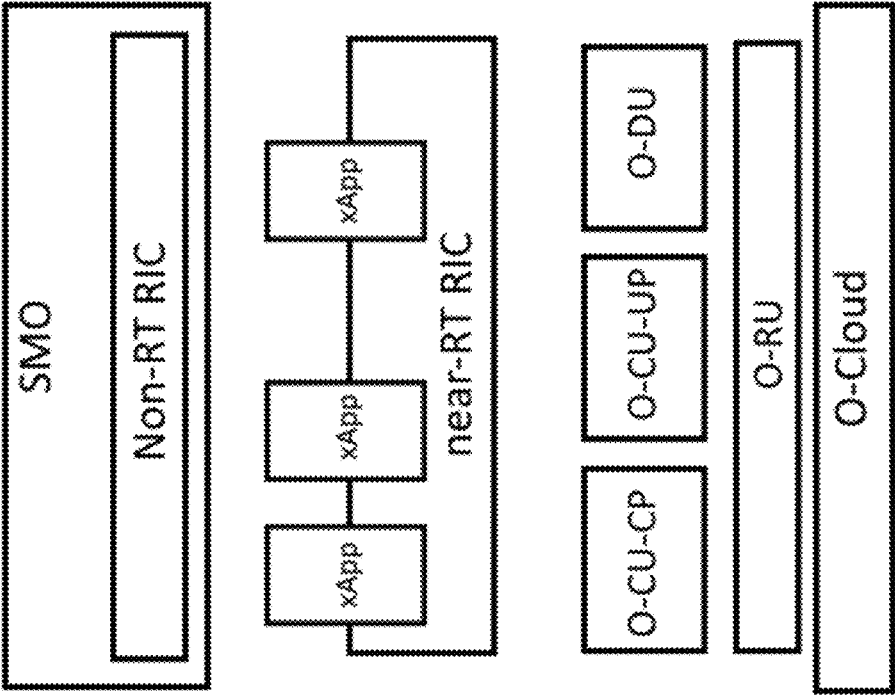 SMO
Non-RT RIC
xApp
xApp
xApp
near-RT RIC
O-CU-CP
O-CU-UP
O-DU
O-RU
O-Cloud